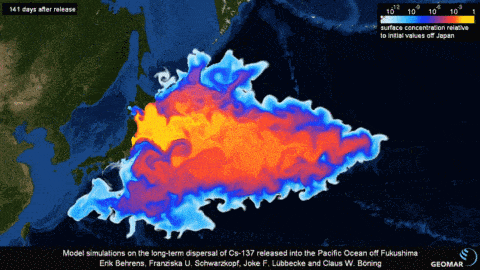 141 days after release
10⁻¹² 10⁻⁹ 10⁻⁶ 10⁻³ 1
surface concentration relative
to initial values off Japan
Model simulations on the long-term dispersal of Cs-137 released into the Pacific Ocean off Fukushima
Erik Behrens, Franziska U. Schwarzkopf, Joke F. Lübbecke and Claus W. Böning
GEOMAR